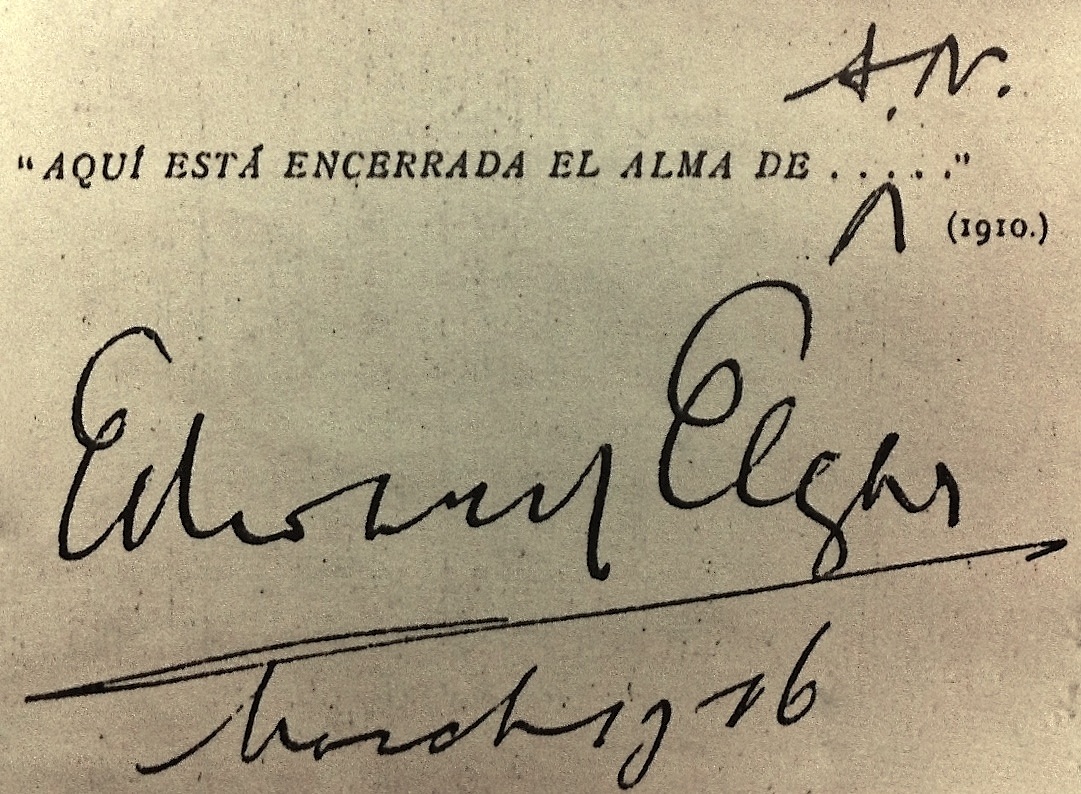 A. N.
"AQUÍ ESTÁ ENCERRADA EL ALMA DE . . . . ."
(1910.)
Edward Elgar
March 1916